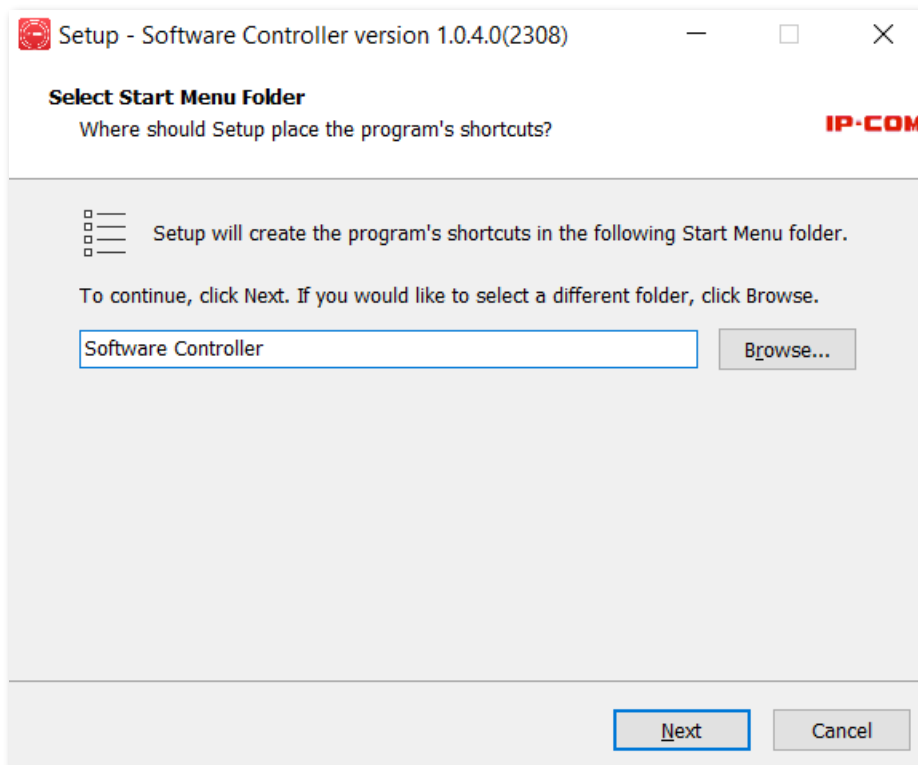 Setup - Software Controller version 1.0.4.0(2308)
Select Start Menu Folder
Where should Setup place the program's shortcuts?
IP-COM
Setup will create the program's shortcuts in the following Start Menu folder.
To continue, click Next. If you would like to select a different folder, click Browse.
Software Controller
Browse...
Next
Cancel